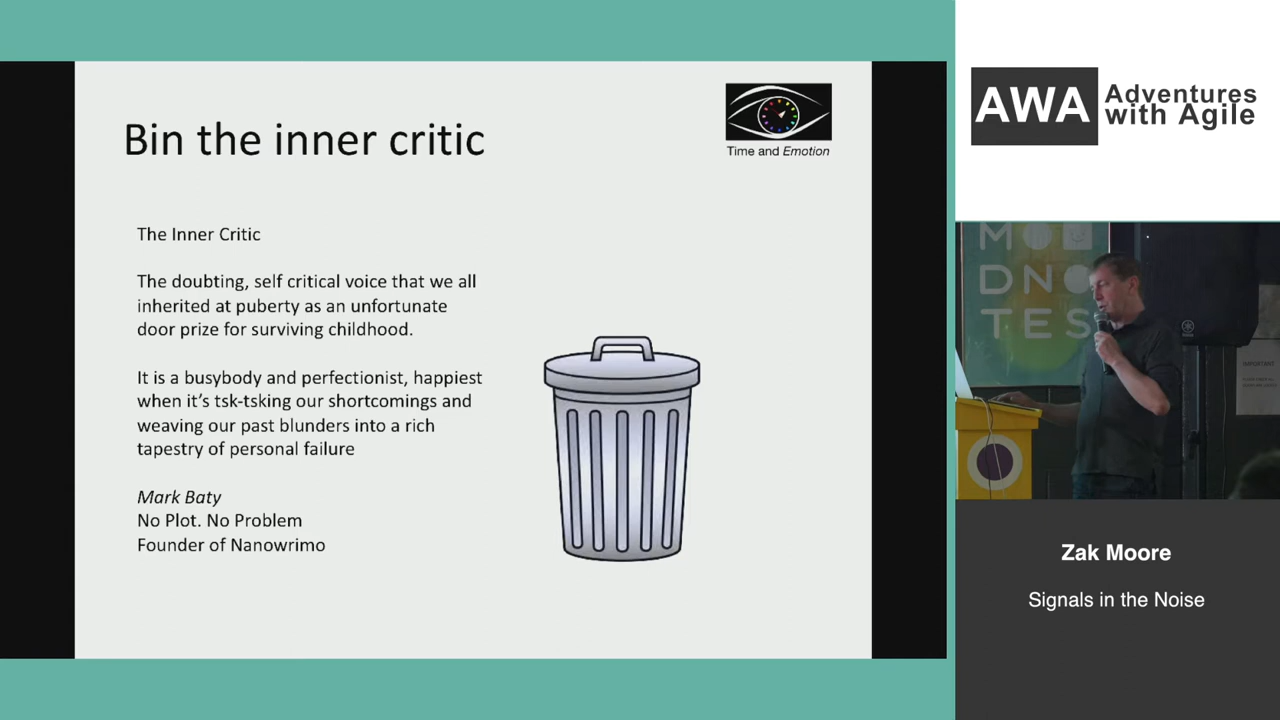 Bin the inner critic
Time and Emotion
The Inner Critic
The doubting, self critical voice that we all
inherited at puberty as an unfortunate
door prize for surviving childhood.
It is a busybody and perfectionist, happiest
when it’s tsk-tsking our shortcomings and
weaving our past blunders into a rich
tapestry of personal failure
Mark Baty
No Plot. No Problem
Founder of Nanowrimo
AWA Adventures
with Agile
M
DN
TES
IMPORTANT
Zak Moore
Signals in the Noise